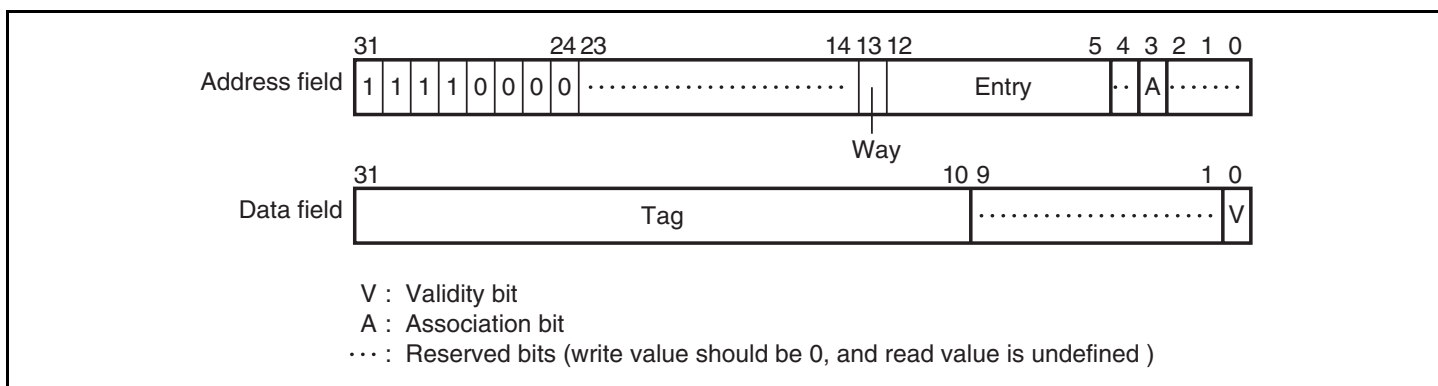 31 24 23 14 13 12 5 4 3 2 1 0
Address field 1 1 1 1 0 0 0 0 ........................ Entry .. A .......
Way
31 10 9 1 0
Data field Tag ...................... V
V : Validity bit
A : Association bit
... : Reserved bits (write value should be 0, and read value is undefined )